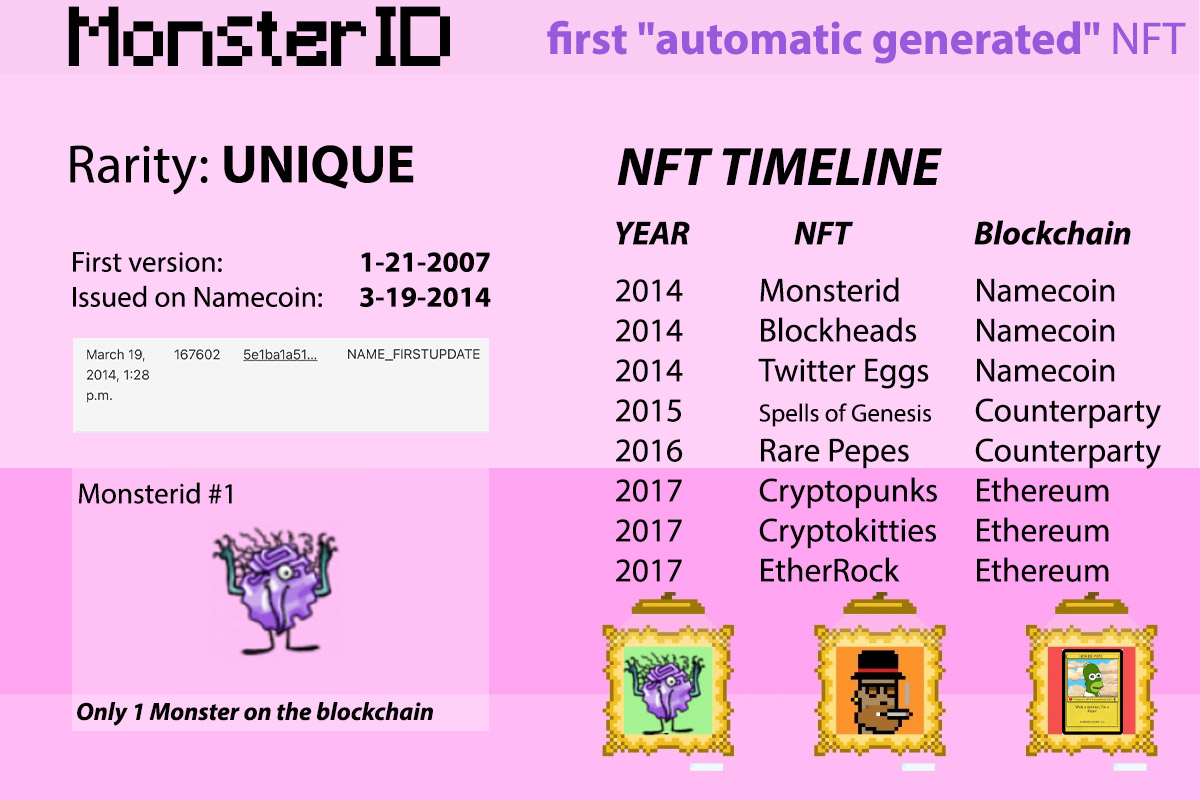 MonsterID
first "automatic generated" NFT
Rarity: UNIQUE
First version: 1-21-2007
Issued on Namecoin: 3-19-2014
March 19, 167602 5e1ba1a51... NAME_FIRSTUPDATE
2014, 1:28
p.m.
Monsterid #1
Only 1 Monster on the blockchain
NFT TIMELINE
YEAR NFT Blockchain
2014 Monsterid Namecoin
2014 Blockheads Namecoin
2014 Twitter Eggs Namecoin
2015 Spells of Genesis Counterparty
2016 Rare Pepes Counterparty
2017 Cryptopunks Ethereum
2017 Cryptokitties Ethereum
2017 EtherRock Ethereum